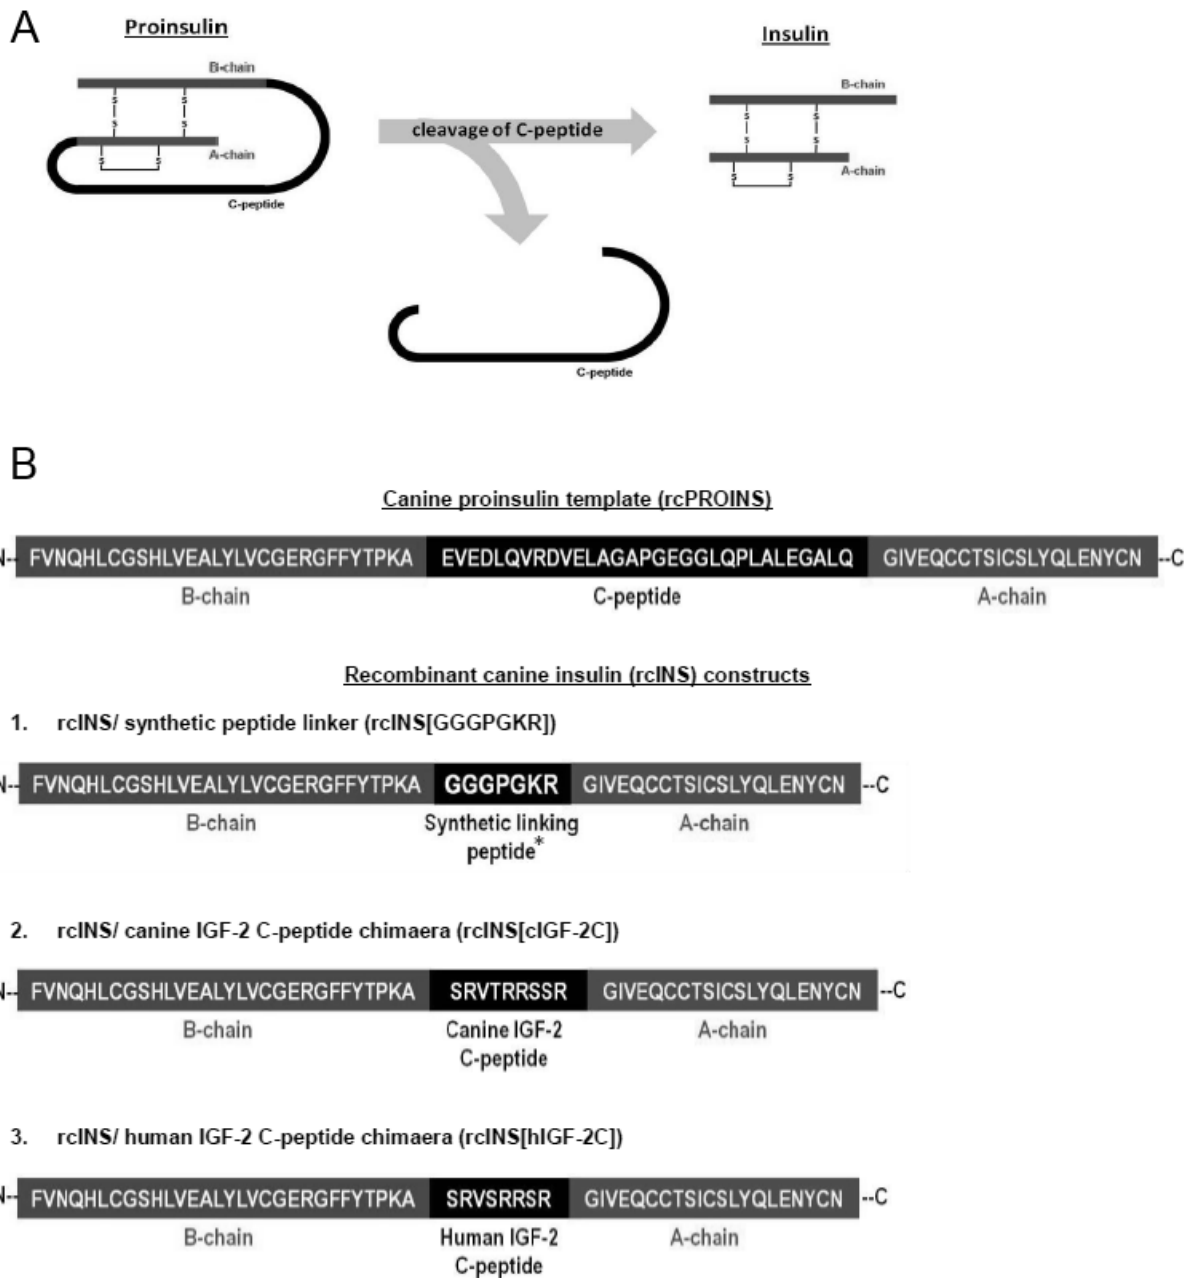 A
Proinsulin
B-chain
S
S
S
S
A-chain
S
S
C-peptide
cleavage of C-peptide
Insulin
B-chain
S
S
S
S
A-chain
S
S
C-peptide
B
Canine proinsulin template (rcPROINS)
N-- FVNQHLCGSHLVEALYLVCGERGFFYTPKA EVEDLQVRDVELAGAPGEGGLQPLALEGALQ GIVEQCCTSICSLYQLENYCN --C
B-chain C-peptide A-chain
Recombinant canine insulin (rcINS) constructs
1. rcINS/ synthetic peptide linker (rcINS[GGGPGKR])
N-- FVNQHLCGSHLVEALYLVCGERGFFYTPKA GGGPGKR GIVEQCCTSICSLYQLENYCN --C
B-chain Synthetic linking A-chain
peptide*
2. rcINS/ canine IGF-2 C-peptide chimaera (rcINS[cIGF-2C])
N-- FVNQHLCGSHLVEALYLVCGERGFFYTPKA SRVTRRSSR GIVEQCCTSICSLYQLENYCN --C
B-chain Canine IGF-2 A-chain
C-peptide
3. rcINS/ human IGF-2 C-peptide chimaera (rcINS[hIGF-2C])
N-- FVNQHLCGSHLVEALYLVCGERGFFYTPKA SRVSRRSR GIVEQCCTSICSLYQLENYCN --C
B-chain Human IGF-2 A-chain
C-peptide